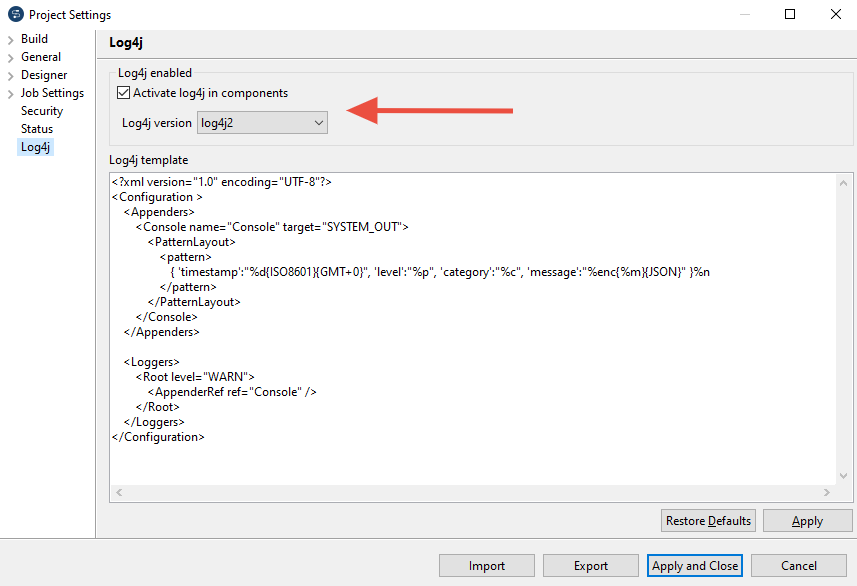 Project Settings
Build
General
Designer
Job Settings
Security
Status
Log4j
Log4j
Log4j enabled
Activate log4j in components
Log4j version log4j2
Log4j template
<?xml version="1.0" encoding="UTF-8"?>
<Configuration >
<Appenders>
<Console name="Console" target="SYSTEM_OUT">
<PatternLayout>
<pattern>
{ 'timestamp':"%d{ISO8601}{GMT+0}", 'level':"%p", 'category':"%c", 'message':"%enc{%m}{JSON}" }%n
</pattern>
</PatternLayout>
</Console>
</Appenders>
<Loggers>
<Root level="WARN">
<AppenderRef ref="Console" />
</Root>
</Loggers>
</Configuration>
Restore Defaults Apply
Import Export Apply and Close Cancel